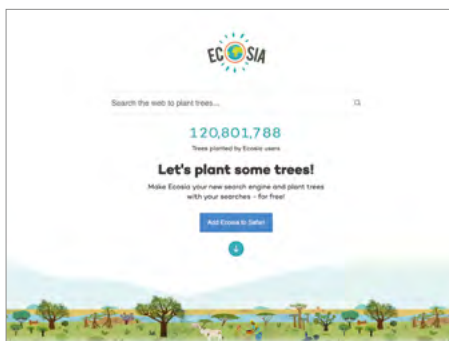 ECOSIA
Search the web to plant trees...
120,801,788
Trees planted by Ecosia users
Let's plant some trees!
Make Ecosia your new search engine and plant trees
with your searches – for free!
Add Ecosia to Safari